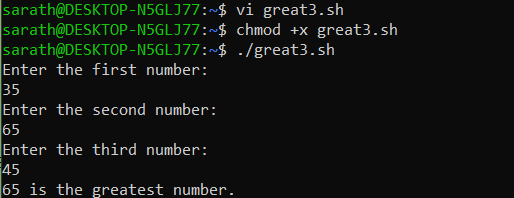 sarath@DESKTOP-N5GLJ77:~$ vi great3.sh
sarath@DESKTOP-N5GLJ77:~$ chmod +x great3.sh
sarath@DESKTOP-N5GLJ77:~$ ./great3.sh
Enter the first number:
35
Enter the second number:
65
Enter the third number:
45
65 is the greatest number.